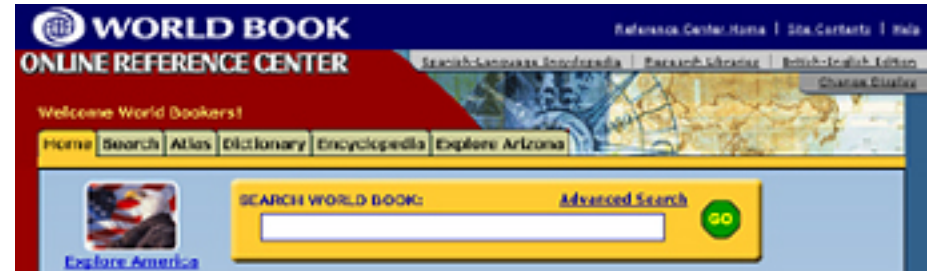 WORLD BOOK
Reference Center Home | Site Contents | Help
ONLINE REFERENCE CENTER
Spanish-Language Encyclopedia | Research Libraries | British-English Edition
Change Display
Welcome World Bookers!
Home Search Atlas Dictionary Encyclopedia Explore Arizona
SEARCH WORLD BOOK: Advanced Search
GO
Explore America